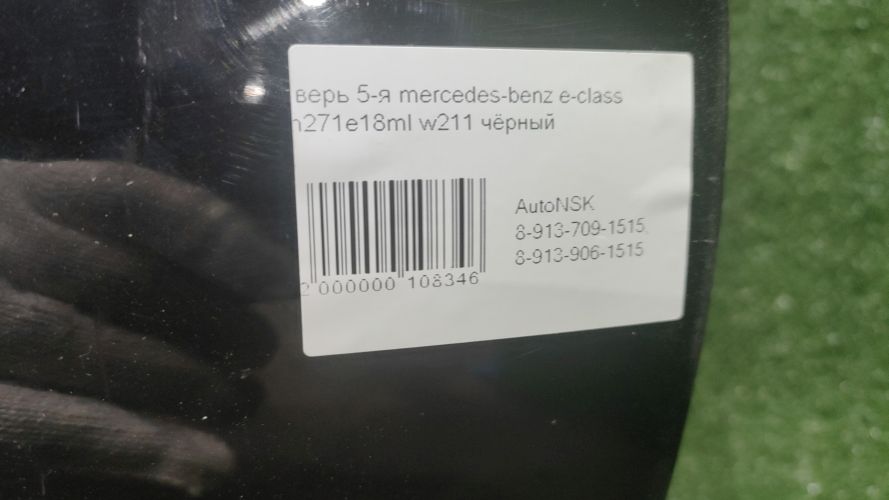 верь 5-я mercedes-benz e-class
271e18ml w211 чёрный
AutoNSK
8-913-709-1515
8-913-906-1515
2 000000 108346